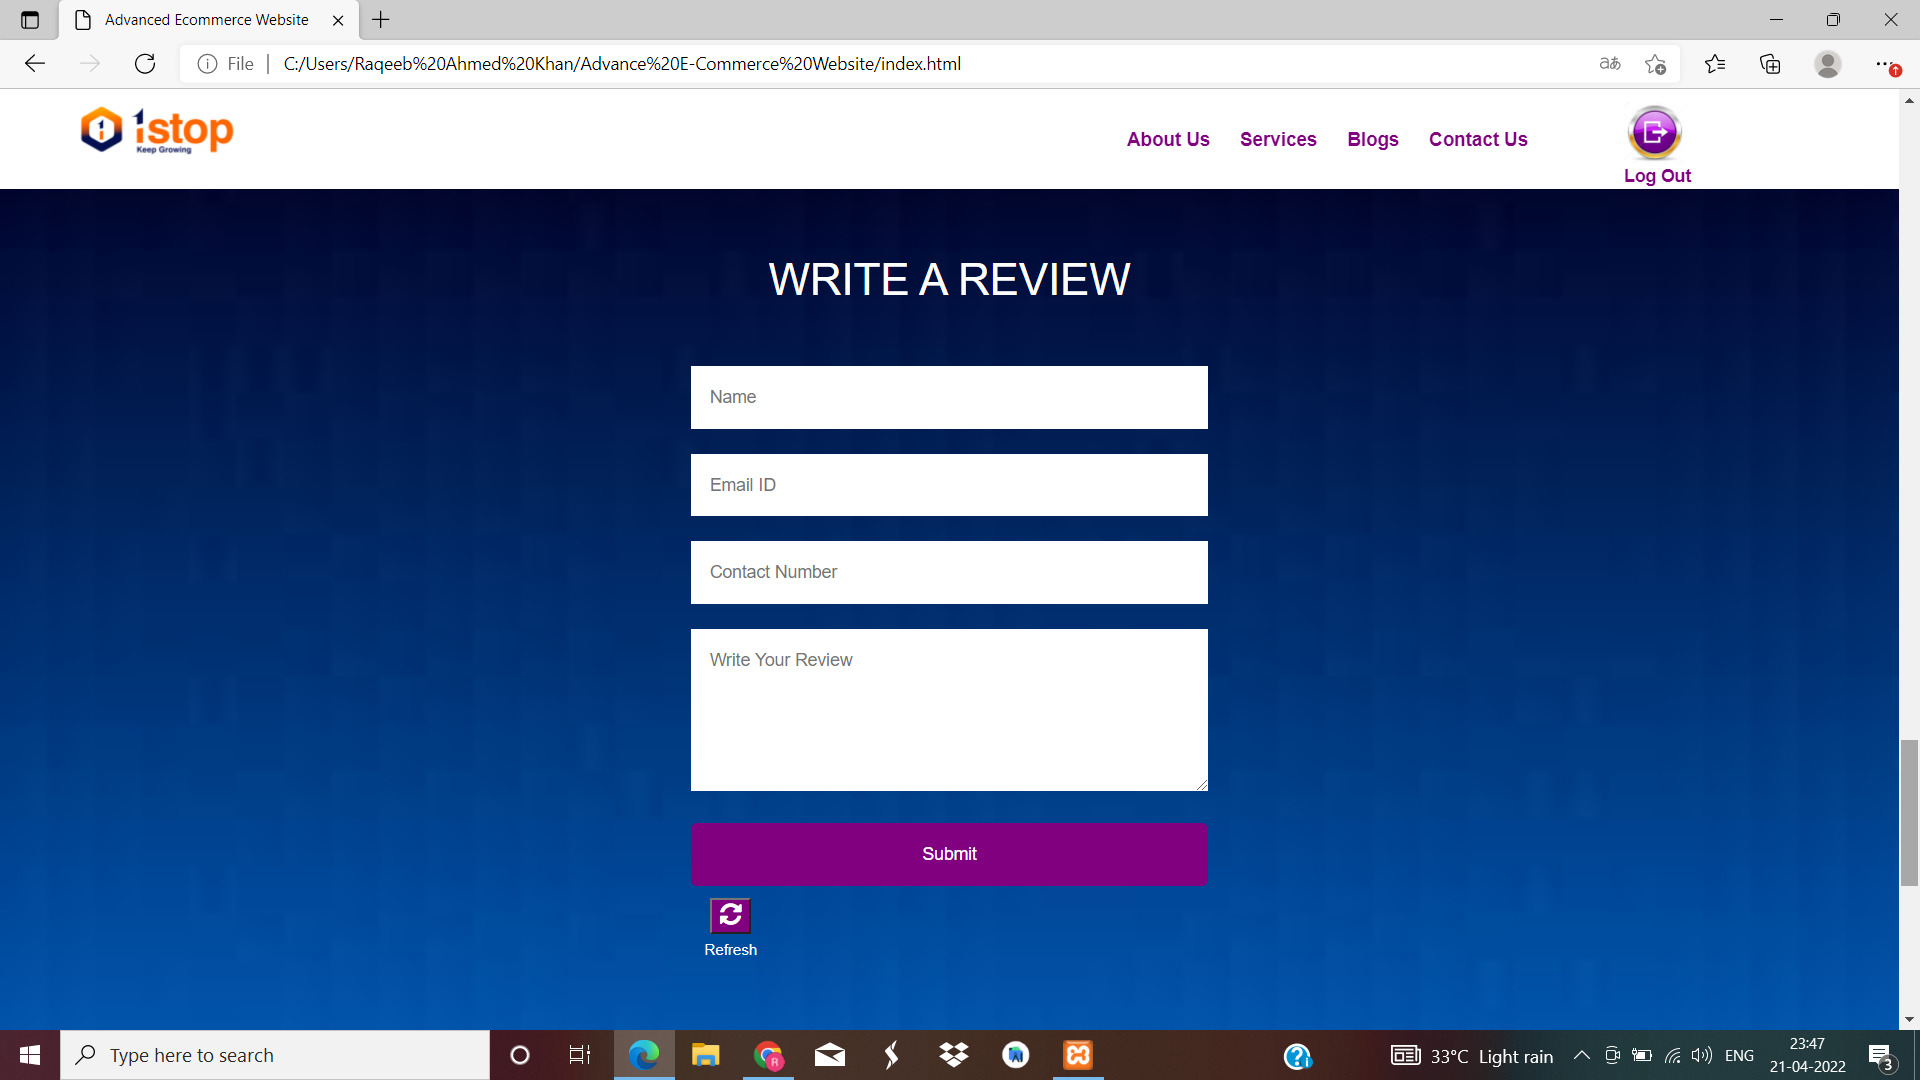 Advanced Ecommerce Website
File
C:/Users/Raqeeb%20Ahmed%20Khan/Advance%20E-Commerce%20Website/index.html
1stop
Keep Growing
About Us Services Blogs Contact Us
Log Out
WRITE A REVIEW
Name
Email ID
Contact Number
Write Your Review
Submit
Refresh
Type here to search
33°C Light rain
ENG
23:47
21-04-2022
3